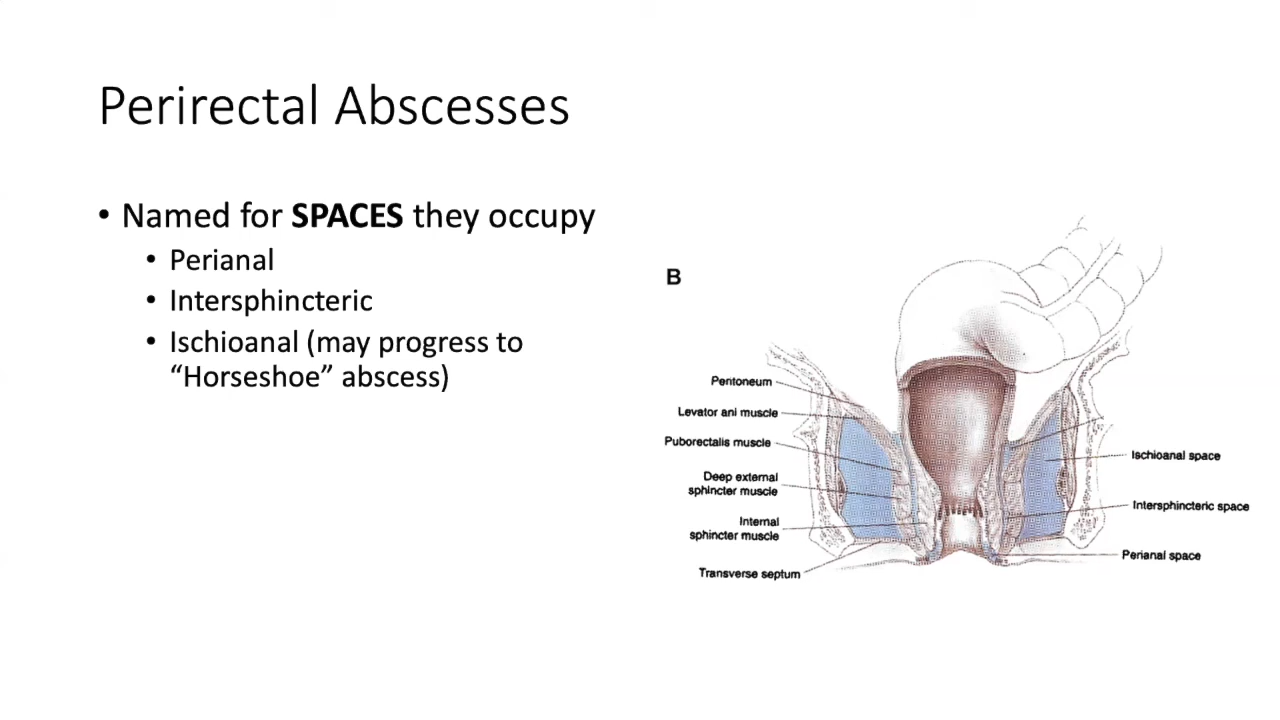 Perirectal Abscesses
• Named for SPACES they occupy
• Perianal
• Intersphincteric
• Ischioanal (may progress to
“Horseshoe” abscess)
B
Peritoneum
Levator ani muscle
Puborectalis muscle
Deep external
sphincter muscle
Internal
sphincter muscle
Transverse septum
Ischioanal space
Intersphincteric space
Perianal space